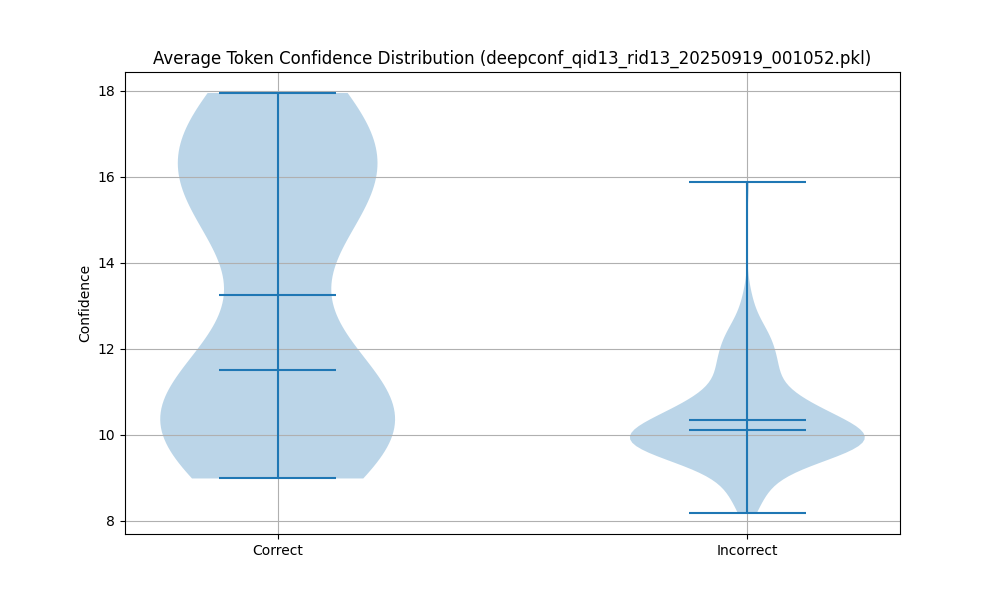 Average Token Confidence Distribution (deepconf_qid13_rid13_20250919_001052.pkl)
18
16
14
12
10
8
Confidence
Correct
Incorrect